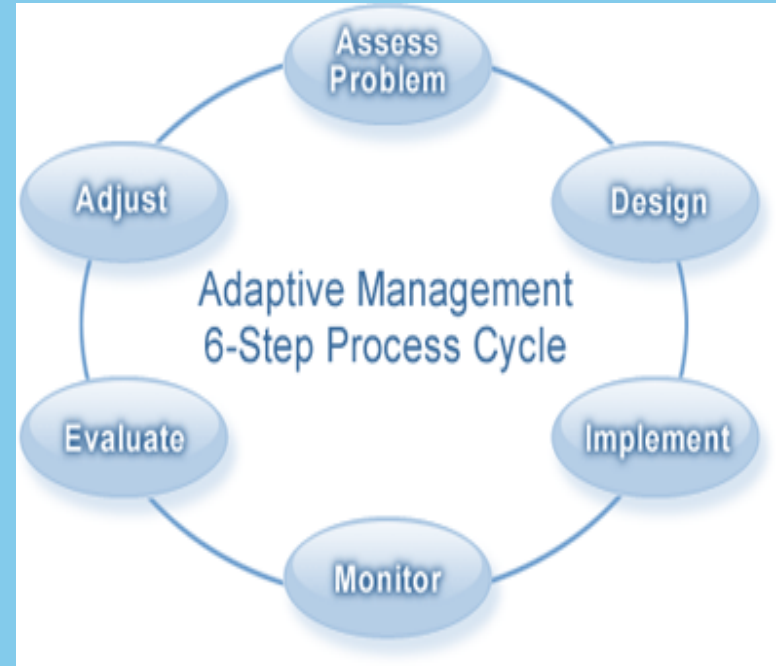 Assess
Problem
Design
Implement
Monitor
Evaluate
Adjust
Adaptive Management
6-Step Process Cycle